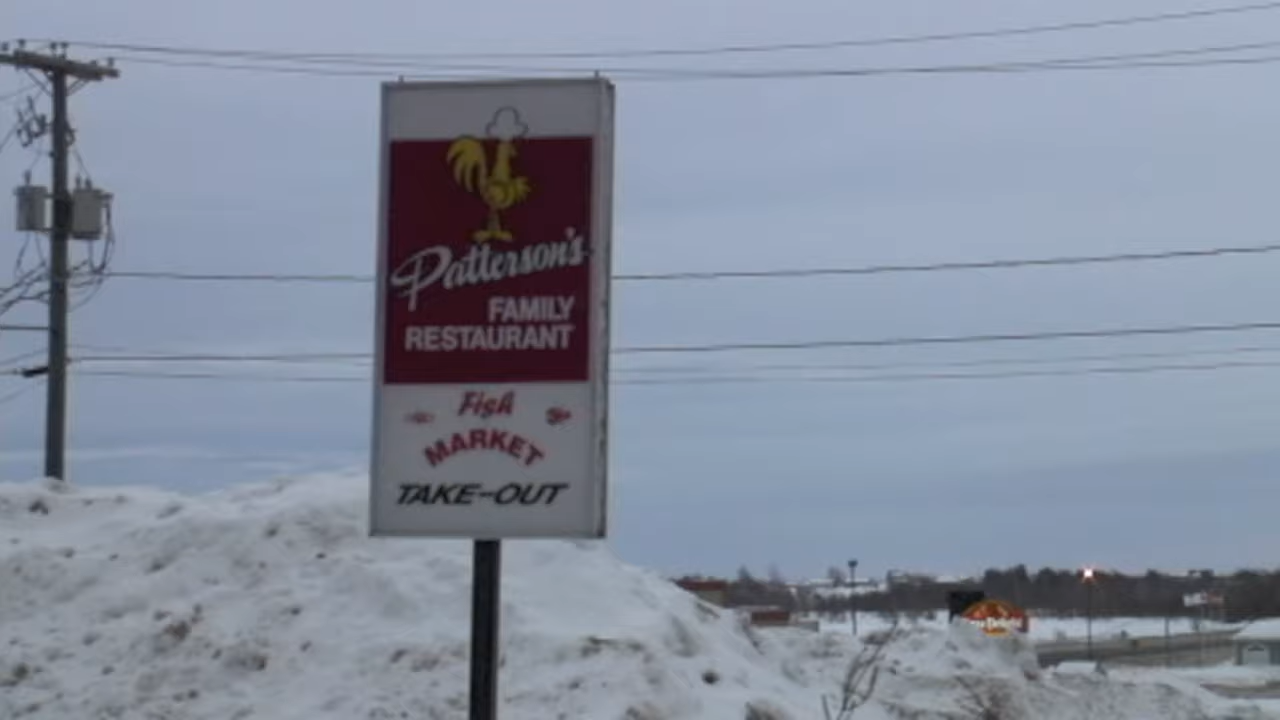 Patterson's
FAMILY
RESTAURANT
Fish
MARKET
TAKE-OUT